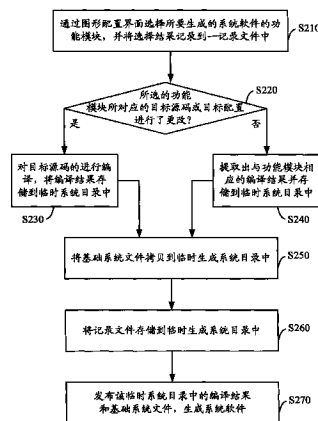 通过图形配置界面选择所要生成的系统软件的功
能模块，并将选择结果记录到一记录文件中
S210
所选的功能
模块所对应的目标源码或目标配置
进行了更改？
S220
是
否
对目标源码的进行编
译，将编译结果存
储到临时系统目录中
S230
提取出与功能模块相
应的编译结果并存
储到临时系统目录中
S240
将基础系统文件拷贝到临时生成系统目录中
S250
将记录文件存储到临时生成系统目录中
S260
发布该临时系统目录中的编译结果
和基础系统文件，生成系统软件
S270